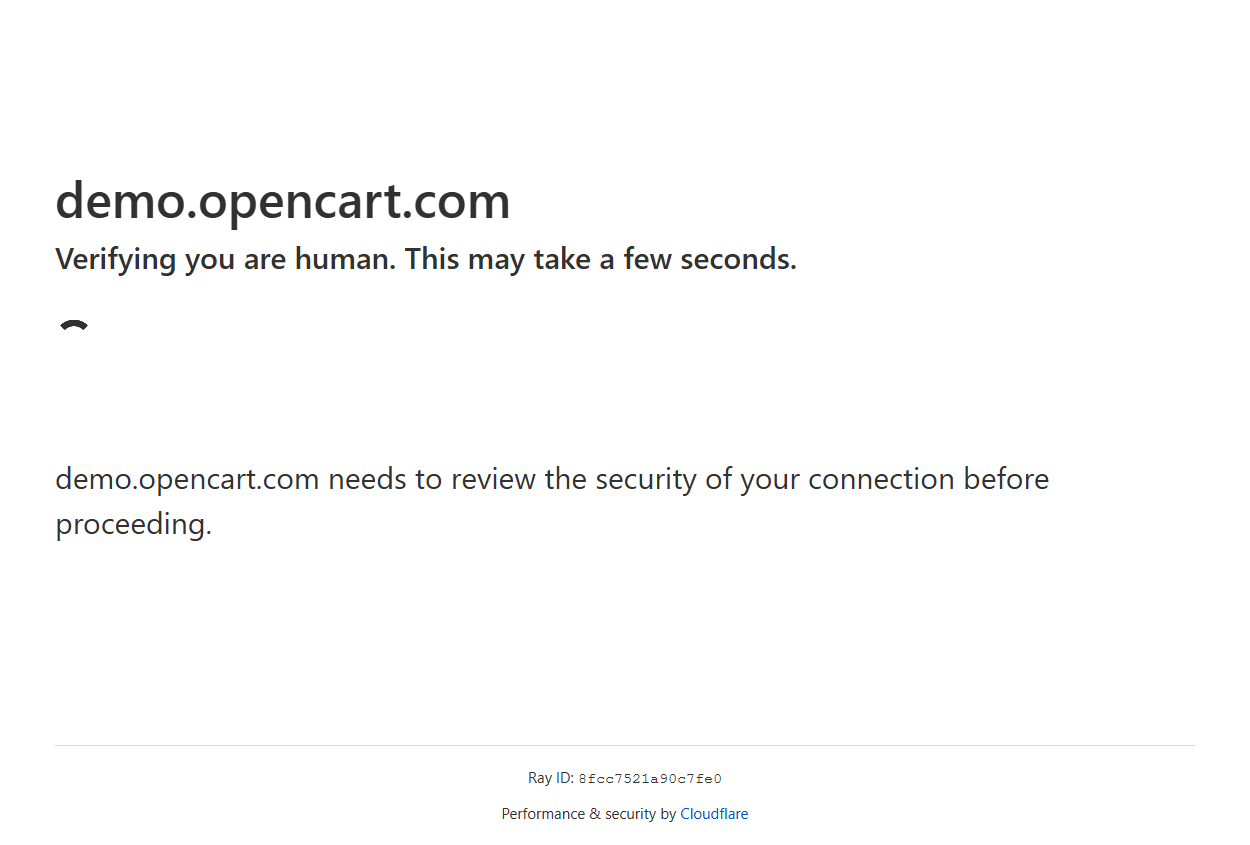 demo.opencart.com
Verifying you are human. This may take a few seconds.
demo.opencart.com needs to review the security of your connection before
proceeding.
Ray ID: 8fcc7521a90c7fe0
Performance & security by Cloudflare